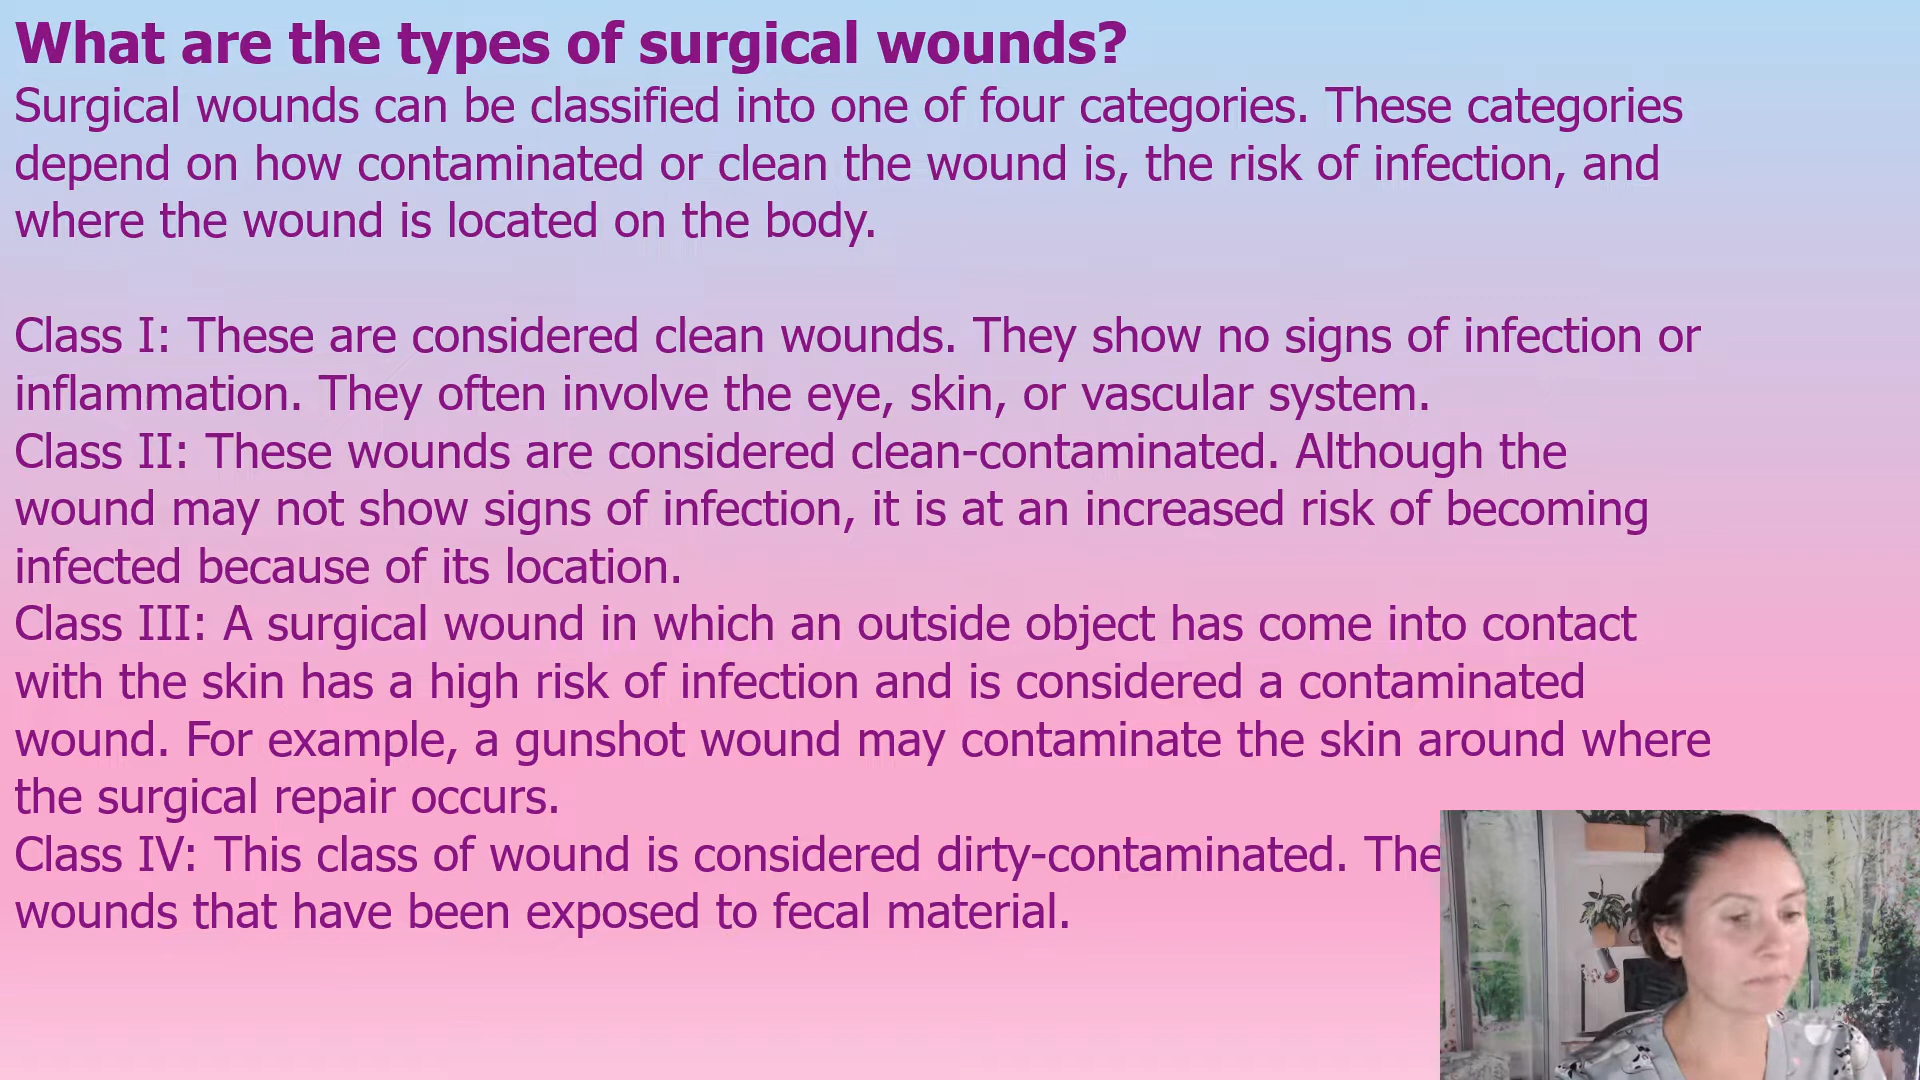 What are the types of surgical wounds?
Surgical wounds can be classified into one of four categories. These categories
depend on how contaminated or clean the wound is, the risk of infection, and
where the wound is located on the body.
Class I: These are considered clean wounds. They show no signs of infection or
inflammation. They often involve the eye, skin, or vascular system.
Class II: These wounds are considered clean-contaminated. Although the
wound may not show signs of infection, it is at an increased risk of becoming
infected because of its location.
Class III: A surgical wound in which an outside object has come into contact
with the skin has a high risk of infection and is considered a contaminated
wound. For example, a gunshot wound may contaminate the skin around where
the surgical repair occurs.
Class IV: This class of wound is considered dirty-contaminated. The
wounds that have been exposed to fecal material.